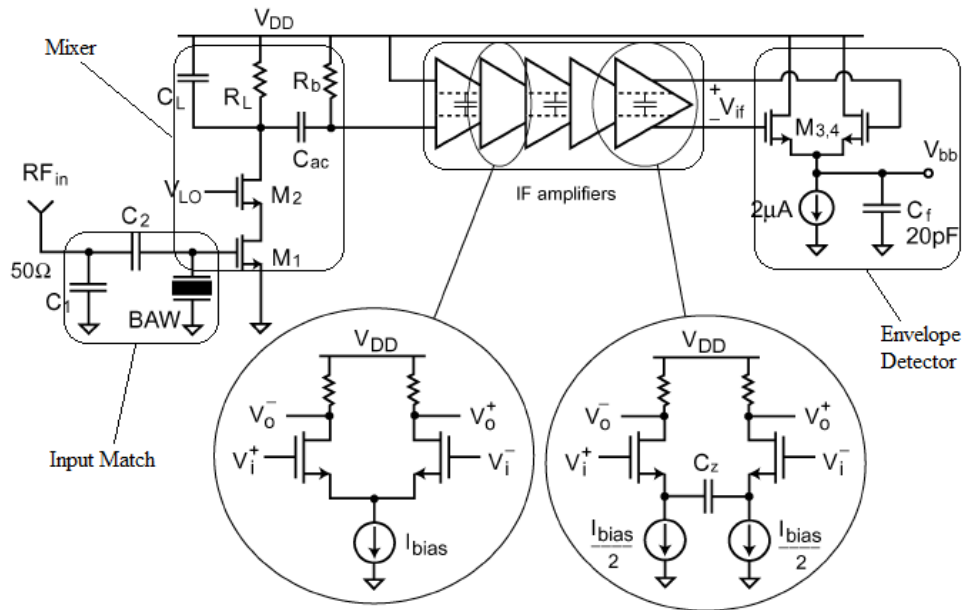 Mixer
V_DD
C_L
R_L
R_b
C_ac
V_LO
M_2
M_1
RF_in
50Ω
C_1
C_2
BAW
Input Match
IF amplifiers
+
−
V_if
M_3,4
V_bb
2μA
C_f
20pF
Envelope
Detector
V_DD
V_o^-
V_o^+
V_i^+
V_i^-
I_bias
V_DD
V_o^-
V_o^+
V_i^+
V_i^-
C_z
I_bias
2
I_bias
2